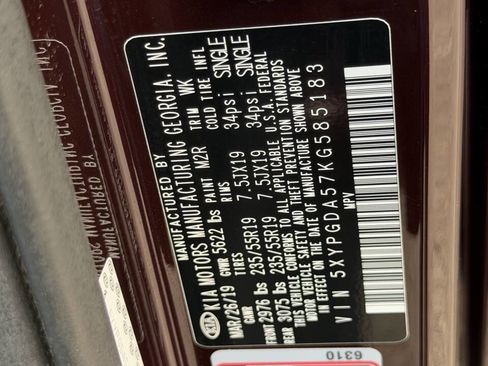 MANUFACTURED BY
KIA MOTORS MANUFACTURING GEORGIA, INC.
MAR/26/19 GVWR 5622 lbs PAINT M2R TRIM WK
GAWR TIRES RIMS COLD TIRE INFL
FRONT 2976 lbs 235/55R19 7.5JX19 34psi SINGLE
REAR 3075 lbs 235/55R19 7.5JX19 34psi SINGLE
THIS VEHICLE CONFORMS TO ALL APPLICABLE U.S.A. FEDERAL
MOTOR VEHICLE SAFETY AND THEFT PREVENTION STANDARDS
IN EFFECT ON THE DATE OF MANUFACTURE SHOWN ABOVE
VIN 5XYPGDA57KG585183
MPV
6310
MANUFACTURED BY